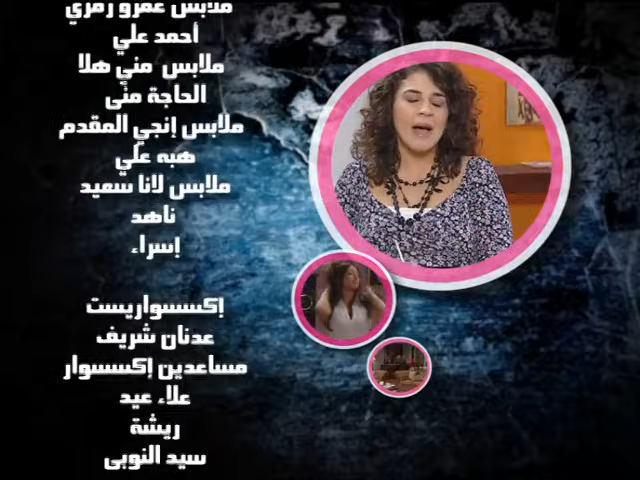 ملابس عمرو رمزي
أحمد علي
ملابس مني هلا
الحاجة منى
ملابس إنجي المقدم
هبه علي
ملابس لانا سعيد
ناهد
إسراء
إكسسواريست
عدنان شريف
مساعدين إكسسوار
علاء عيد
ريشة
سيد النوبى